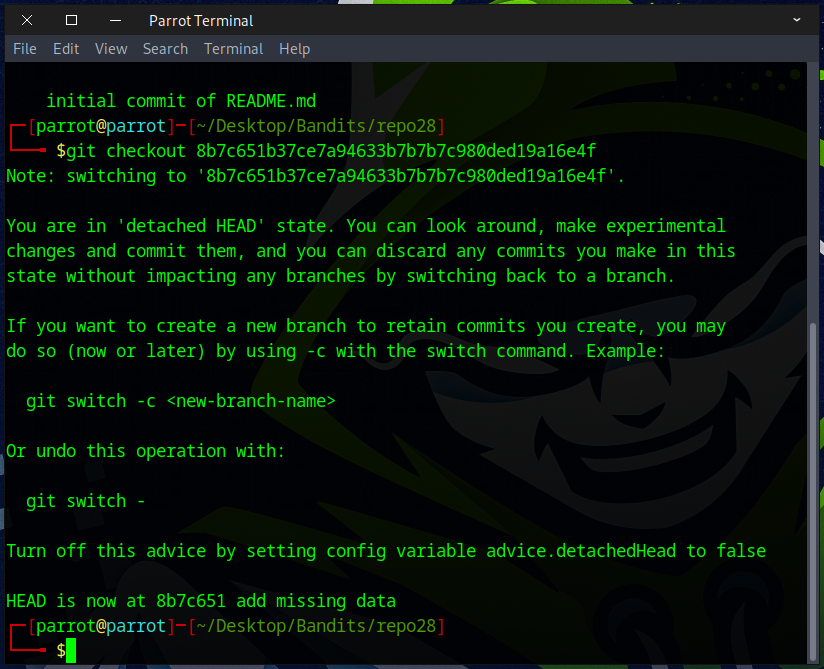 Parrot Terminal
File Edit View Search Terminal Help
initial commit of README.md
┌─[parrot@parrot]─[~/Desktop/Bandits/repo28]
└──╼ $git checkout 8b7c651b37ce7a94633b7b7b7c980ded19a16e4f
Note: switching to '8b7c651b37ce7a94633b7b7b7c980ded19a16e4f'.
You are in 'detached HEAD' state. You can look around, make experimental
changes and commit them, and you can discard any commits you make in this
state without impacting any branches by switching back to a branch.
If you want to create a new branch to retain commits you create, you may
do so (now or later) by using -c with the switch command. Example:
git switch -c <new-branch-name>
Or undo this operation with:
git switch -
Turn off this advice by setting config variable advice.detachedHead to false
HEAD is now at 8b7c651 add missing data
┌─[parrot@parrot]─[~/Desktop/Bandits/repo28]
└──╼ $